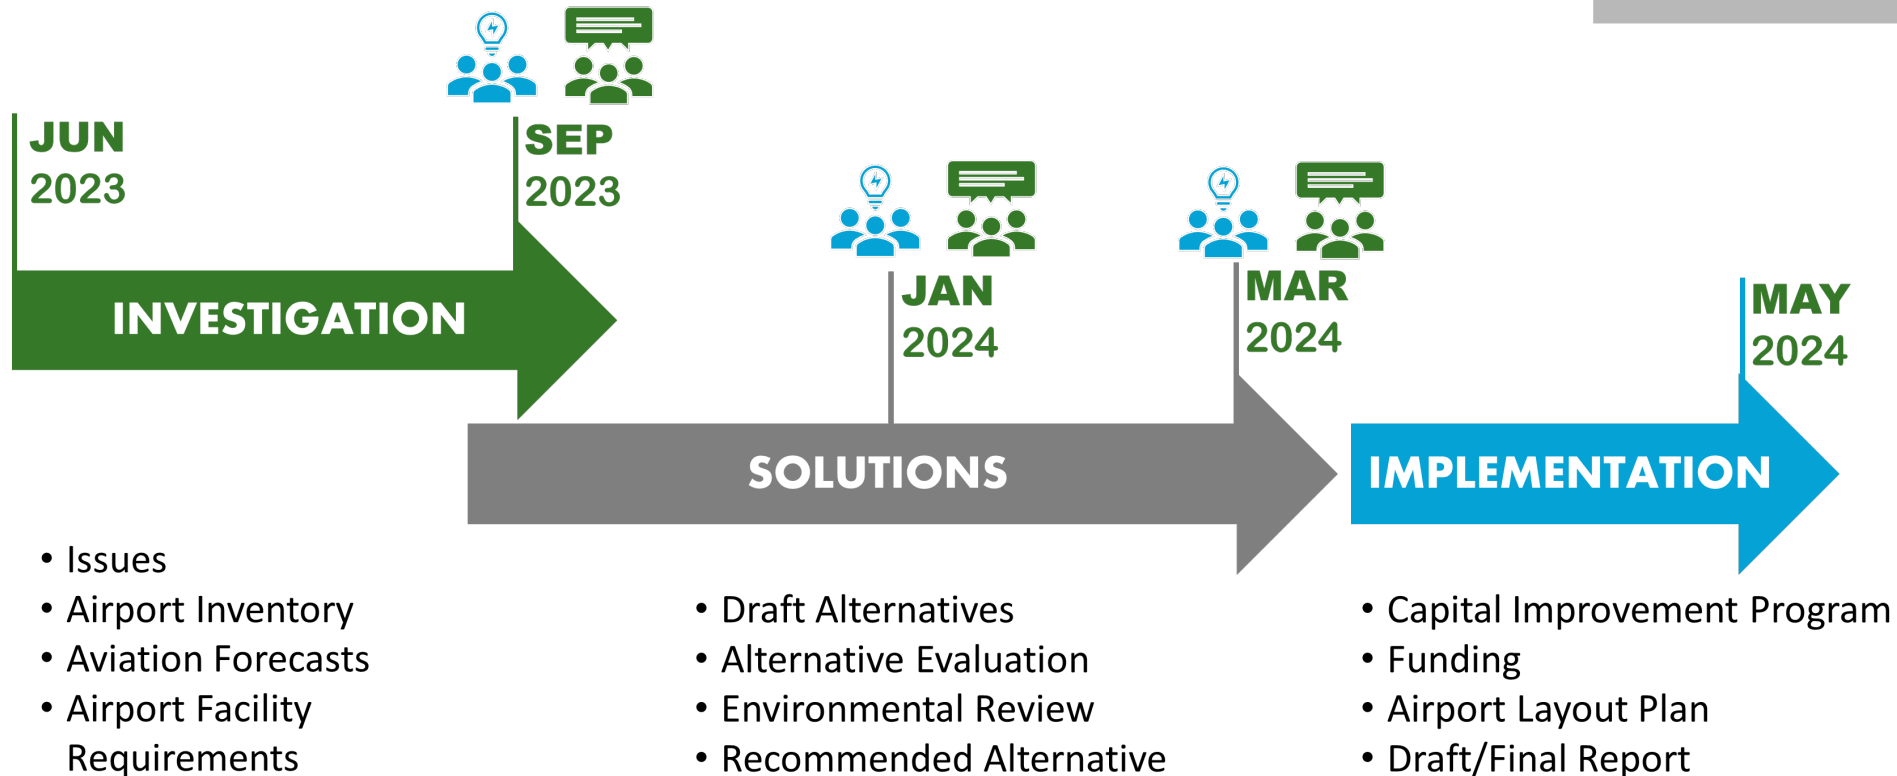 JUN
2023
SEP
2023
JAN
2024
MAR
2024
MAY
2024
INVESTIGATION
SOLUTIONS
IMPLEMENTATION
• Issues
• Airport Inventory
• Aviation Forecasts
• Airport Facility
Requirements
• Draft Alternatives
• Alternative Evaluation
• Environmental Review
• Recommended Alternative
• Capital Improvement Program
• Funding
• Airport Layout Plan
• Draft/Final Report